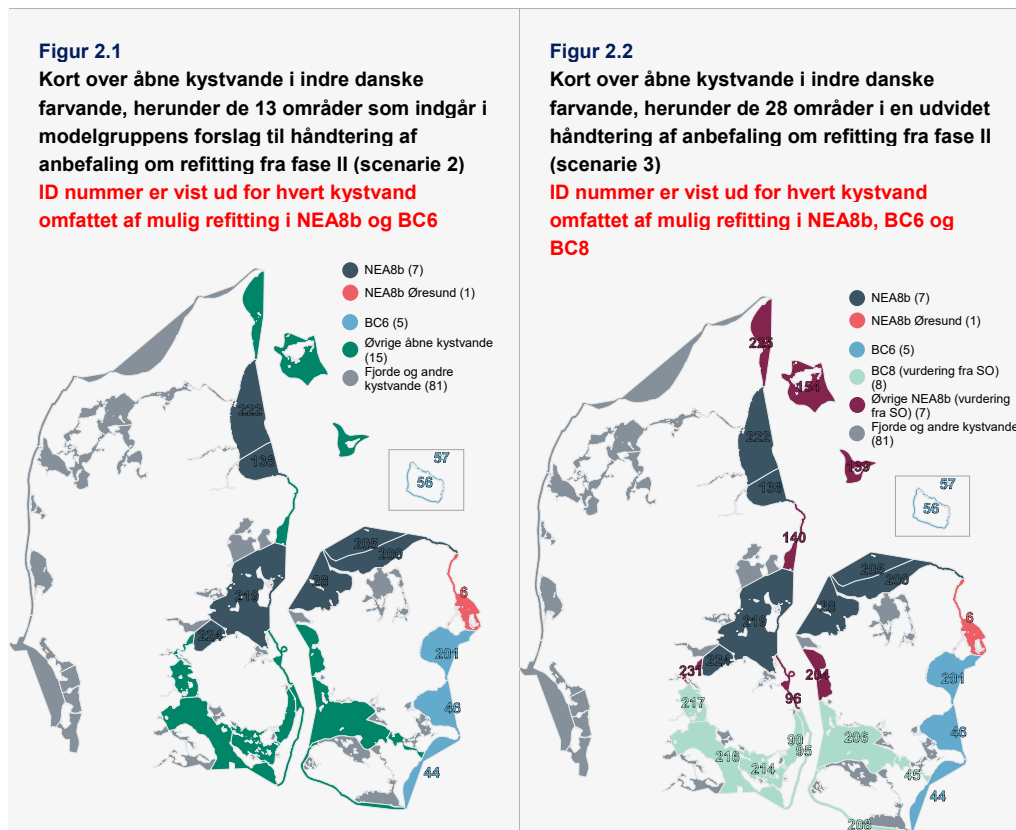 Figur 2.1
Kort over åbne kystvande i indre danske
farvande, herunder de 13 områder som indgår i
modelgruppens forslag til håndtering af
anbefaling om refitting fra fase II (scenarie 2)
ID nummer er vist ud for hvert kystvand
omfattet af mulig refitting i NEA8b og BC6
NEA8b (7)
NEA8b Øresund (1)
BC6 (5)
Øvrige åbne kystvande
(15)
Fjorde og andre
kystvande (81)
222
138
57
56
205
200
28
6
219
224
201
46
44
Figur 2.2
Kort over åbne kystvande i indre danske
farvande, herunder de 28 områder i en udvidet
håndtering af anbefaling om refitting fra fase II
(scenarie 3)
ID nummer er vist ud for hvert kystvand
omfattet af mulig refitting i NEA8b, BC6 og
BC8
NEA8b (7)
NEA8b Øresund (1)
BC6 (5)
BC8 (vurdering fra SO)
(8)
Øvrige NEA8b (vurdering
fra SO) (7)
Fjorde og andre kystvande
(81)
225
154
222
139
138
57
56
140
205
200
28
6
219
224
231
204
201
96
217
90
95
206
46
216
214
45
44
208